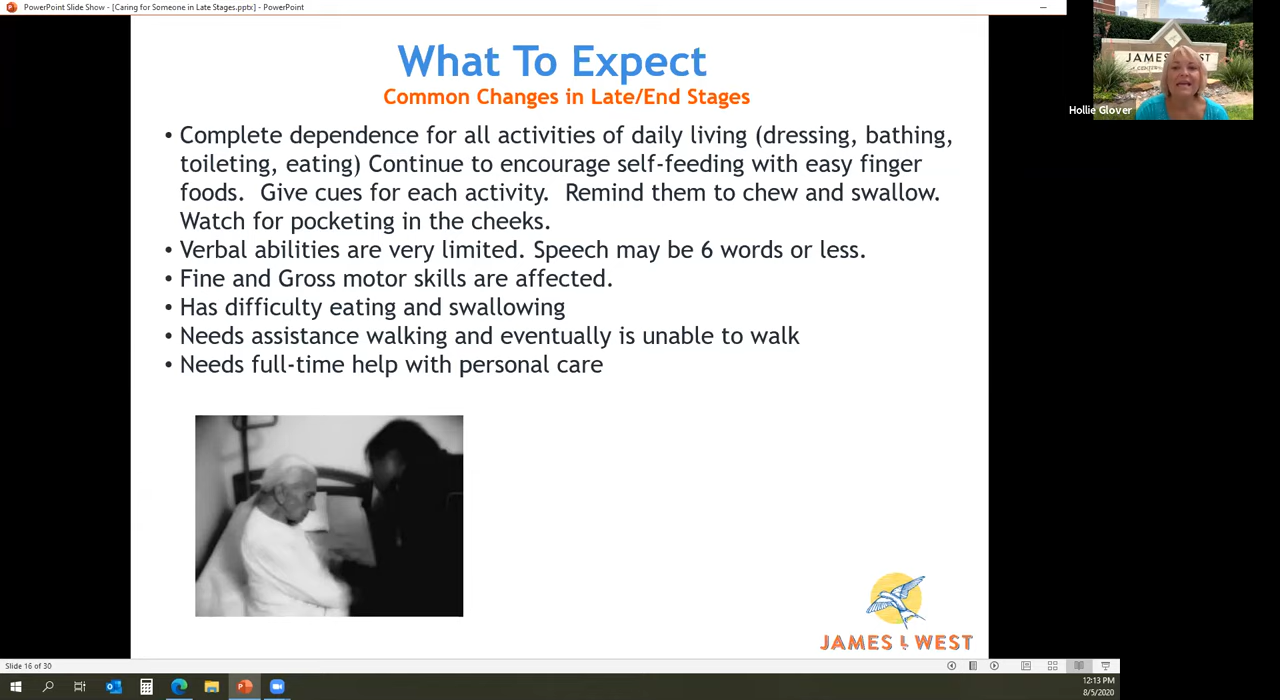 PowerPoint Slide Show - [Caring for Someone in Late Stages.pptx] - PowerPoint
What To Expect
Common Changes in Late/End Stages
• Complete dependence for all activities of daily living (dressing, bathing,
toileting, eating) Continue to encourage self-feeding with easy finger
foods.  Give cues for each activity.  Remind them to chew and swallow.
Watch for pocketing in the cheeks.
• Verbal abilities are very limited. Speech may be 6 words or less.
• Fine and Gross motor skills are affected.
• Has difficulty eating and swallowing
• Needs assistance walking and eventually is unable to walk
• Needs full-time help with personal care
JAMES L WEST
Hollie Glover
Slide 16 of 30
12:13 PM
8/5/2020